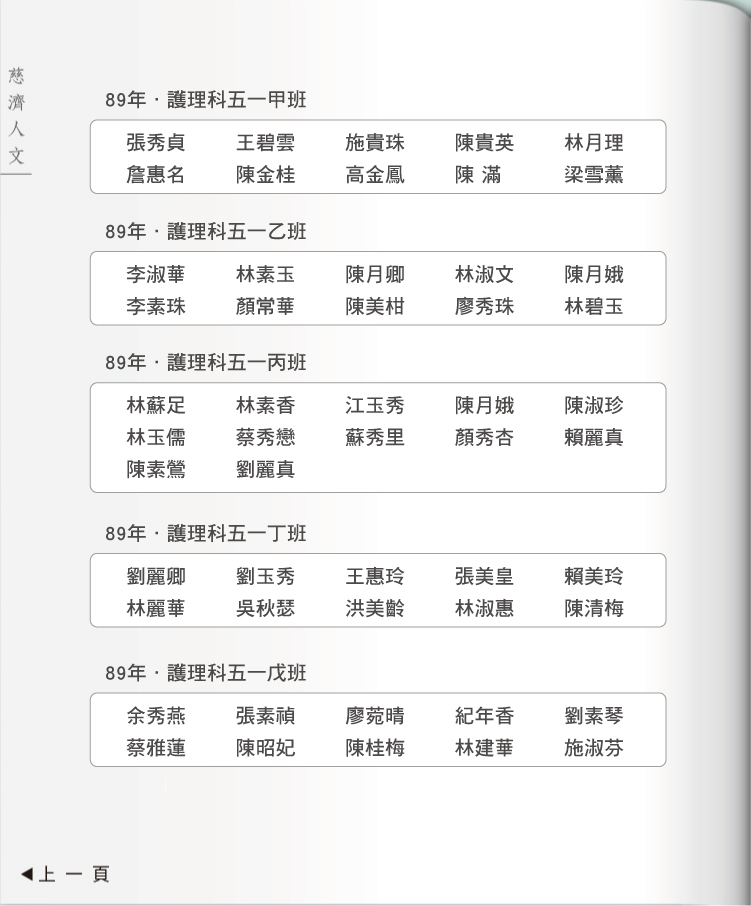 慈濟人文
89年·護理科五一甲班
張秀貞 王碧雲 施貴珠 陳貴英 林月理
詹惠名 陳金桂 高金鳳 陳 滿 梁雪薰
89年·護理科五一乙班
李淑華 林素玉 陳月卿 林淑文 陳月娥
李素珠 顏常華 陳美柑 廖秀珠 林碧玉
89年·護理科五一丙班
林蘇足 林素香 江玉秀 陳月娥 陳淑珍
林玉儒 蔡秀戀 蘇秀里 顏秀杏 賴麗真
陳素鶯 劉麗真
89年·護理科五一丁班
劉麗卿 劉玉秀 王惠玲 張美皇 賴美玲
林麗華 吳秋瑟 洪美齡 林淑惠 陳清梅
89年·護理科五一戊班
余秀燕 張素禎 廖菀晴 紀年香 劉素琴
蔡雅蓮 陳昭妃 陳桂梅 林建華 施淑芬
◀上一頁